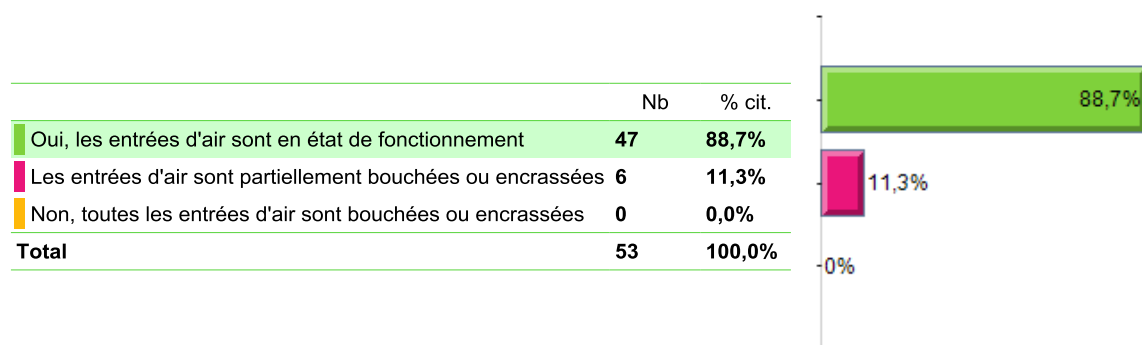 Nb % cit.
Oui, les entrées d'air sont en état de fonctionnement 47 88,7%
Les entrées d'air sont partiellement bouchées ou encrassées 6 11,3%
Non, toutes les entrées d'air sont bouchées ou encrassées 0 0,0%
Total 53 100,0%
88,7%
11,3%
0%